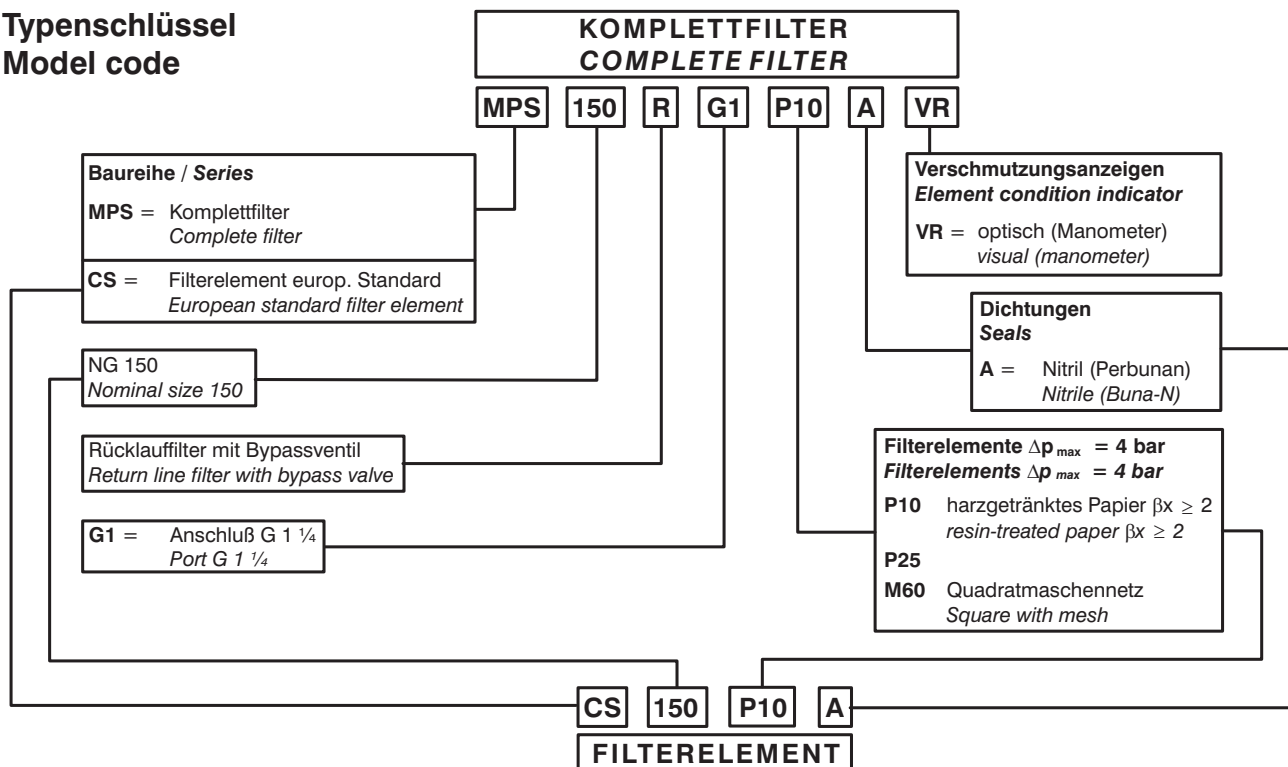 Typenschlüssel
Model code
KOMPLETTFILTER
COMPLETE FILTER
MPS 150 R G1 P10 A VR
Baureihe / Series
MPS = Komplettfilter
Complete filter
CS = Filterelement europ. Standard
European standard filter element
NG 150
Nominal size 150
Rücklauffilter mit Bypassventil
Return line filter with bypass valve
G1 = Anschluß G 1 ¼
Port G 1 ¼
Verschmutzungsanzeigen
Element condition indicator
VR = optisch (Manometer)
visual (manometer)
Dichtungen
Seals
A = Nitril (Perbunan)
Nitrile (Buna-N)
Filterelemente Δp max = 4 bar
Filterelements Δp max = 4 bar
P10 harzgetränktes Papier βx ≥ 2
resin-treated paper βx ≥ 2
P25
M60 Quadratmaschennetz
Square with mesh
CS 150 P10 A
FILTERELEMENT